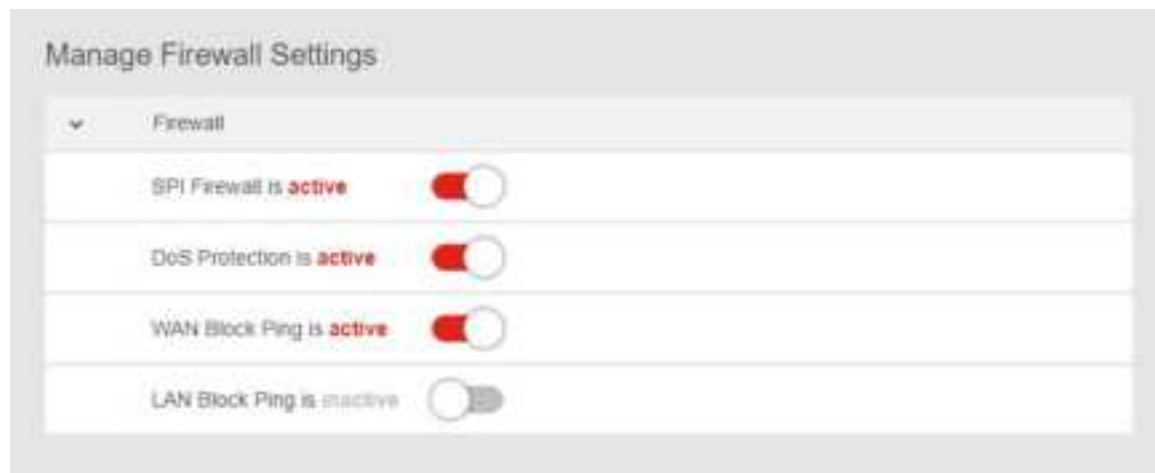 Manage Firewall Settings
Firewall
SPI Firewall is active
DoS Protection is active
WAN Block Ping is active
LAN Block Ping is inactive